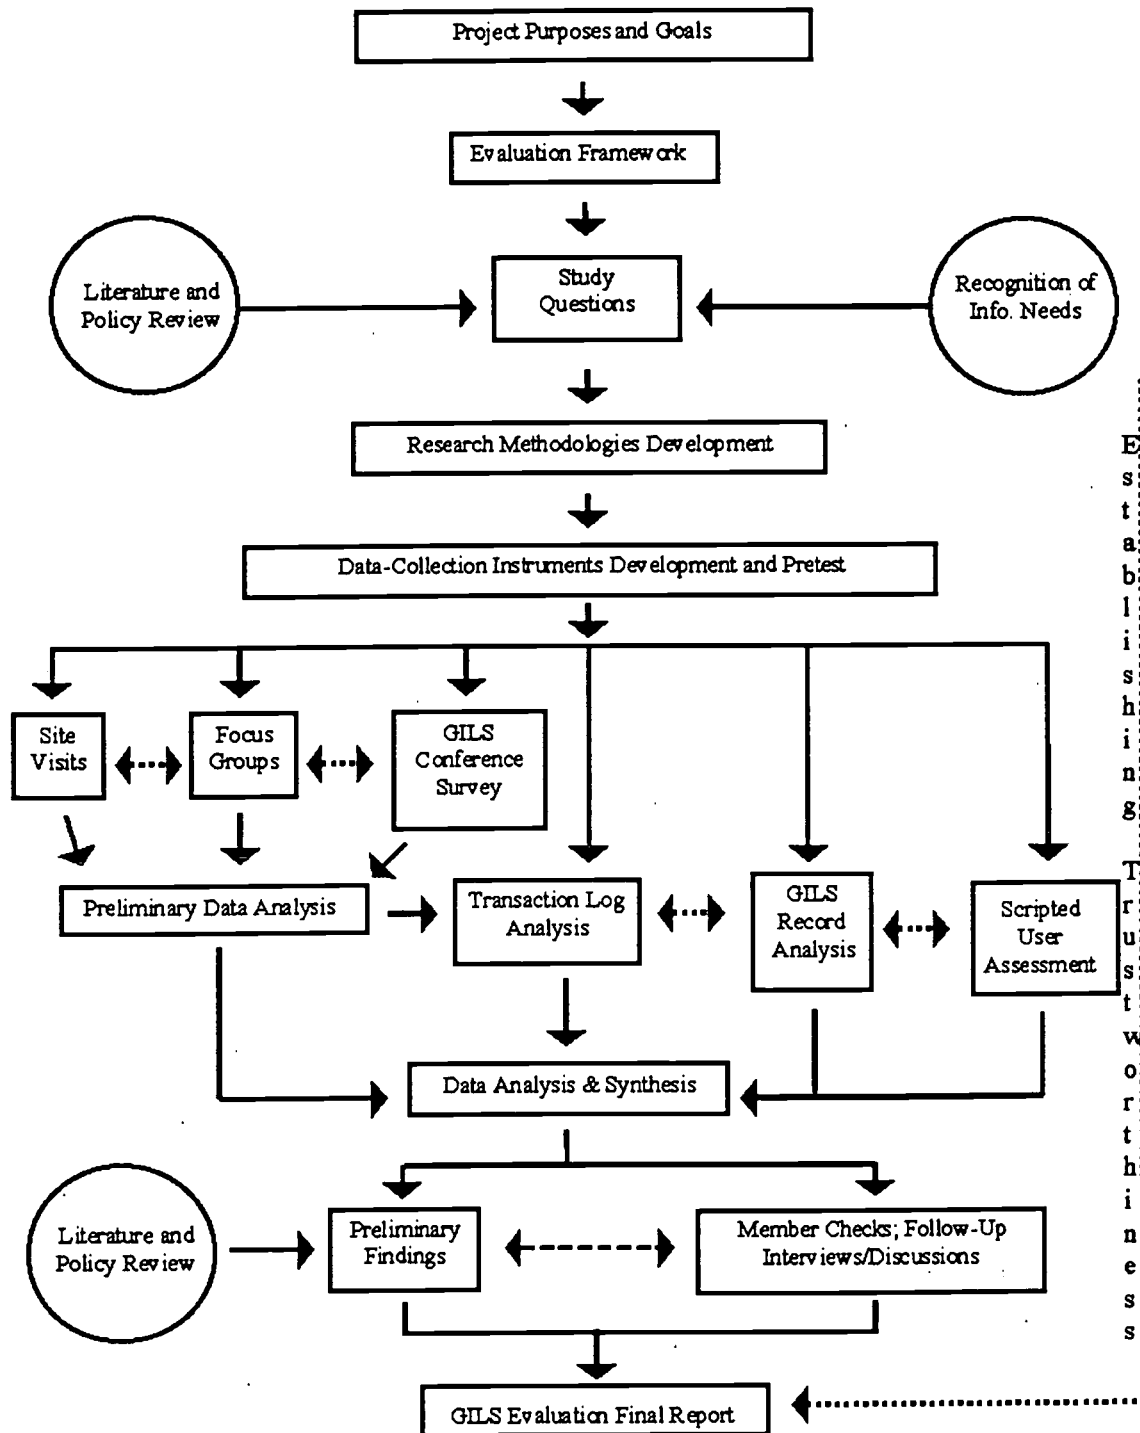 Project Purposes and Goals
Evaluation Framework
Literature and
Policy Review
Study
Questions
Recognition of
Info. Needs
Research Methodologies Development
Data-Collection Instruments Development and Pretest
Site
Visits
Focus
Groups
GILS
Conference
Survey
Preliminary Data Analysis
Transaction Log
Analysis
GILS
Record
Analysis
Scripted
User
Assessment
Data Analysis & Synthesis
Literature and
Policy Review
Preliminary
Findings
Member Checks; Follow-Up
Interviews/Discussions
GILS Evaluation Final Report
Establishing Trustworthiness